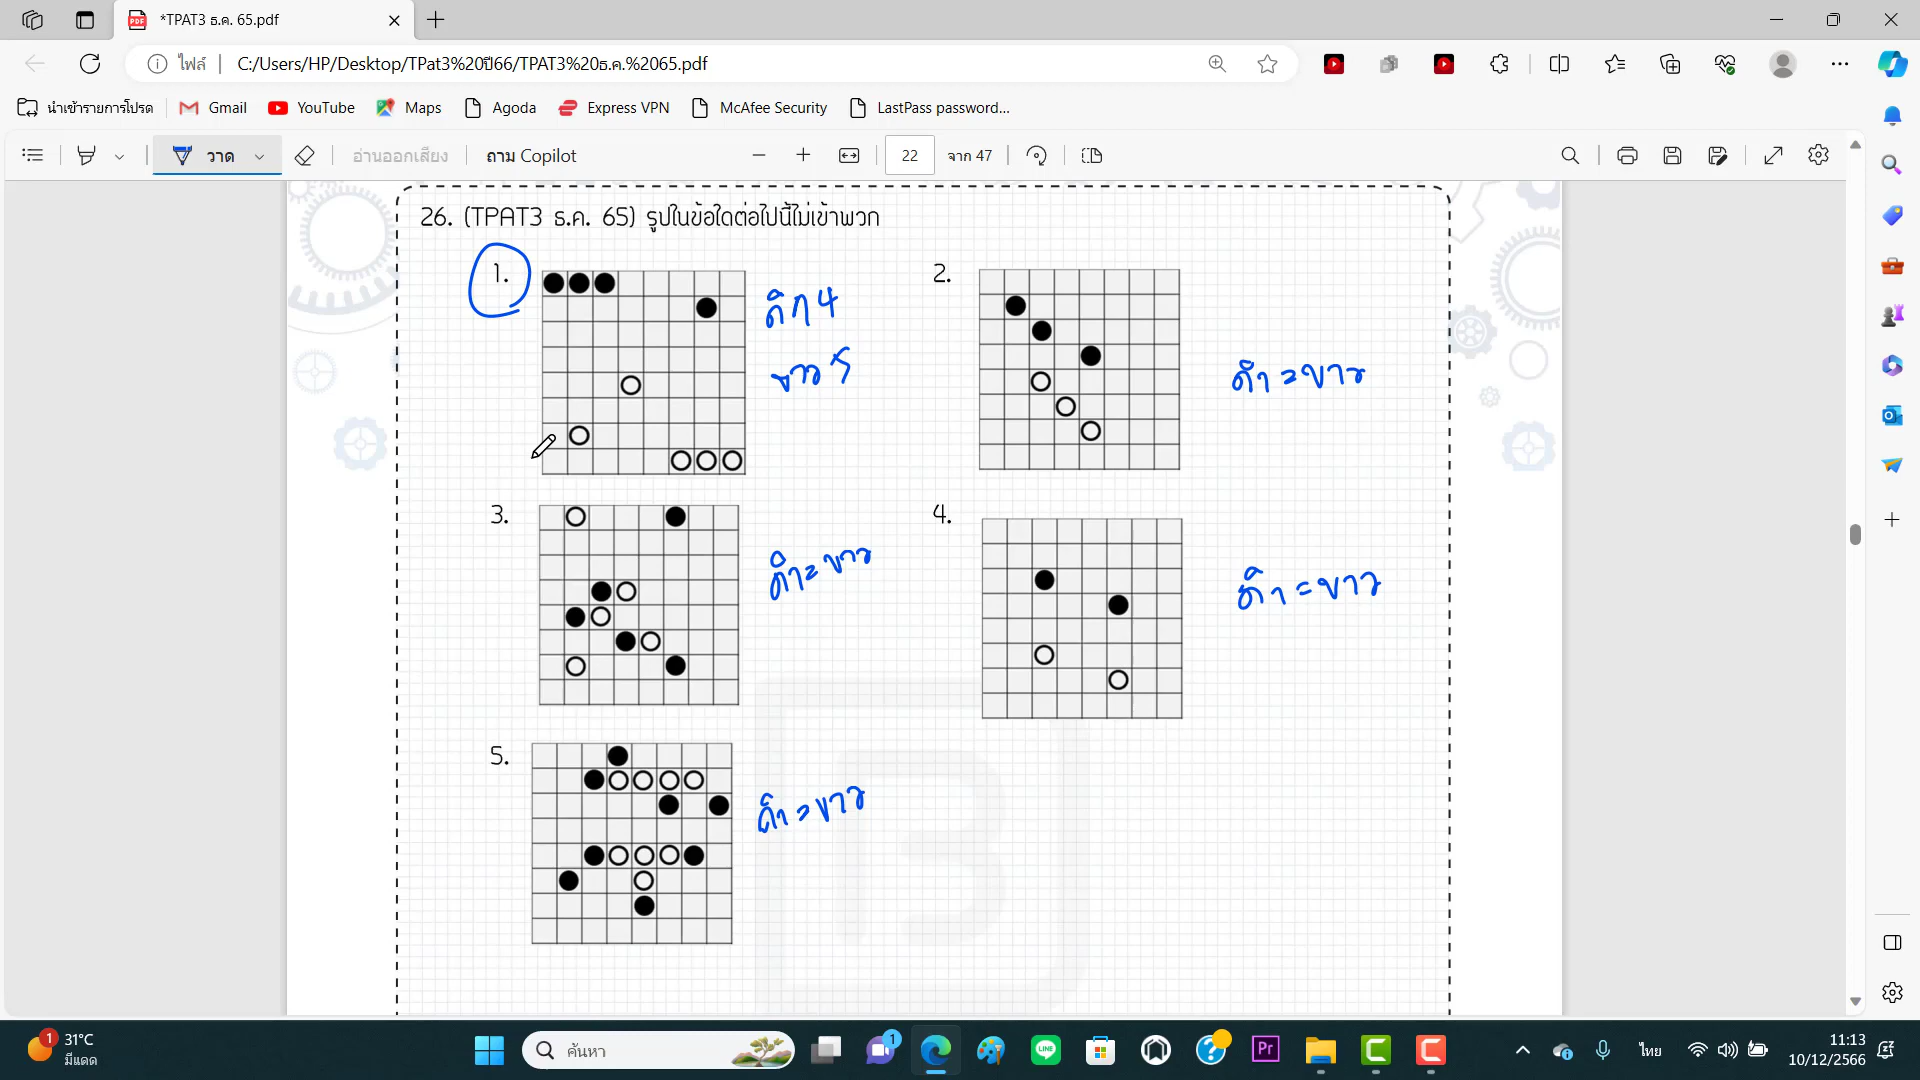 *TPAT3 ธ.ค. 65.pdf
ไฟล์
C:/Users/HP/Desktop/TPat3%20ปี66/TPAT3%20ธ.ค.%2065.pdf
นำเข้ารายการโปรด
Gmail
YouTube
Maps
Agoda
Express VPN
McAfee Security
LastPass password...
วาด
อ่านออกเสียง
ถาม Copilot
22
จาก 47
26. (TPAT3 ธ.ค. 65) รูปในข้อใดต่อไปนี้ไม่เข้าพวก
1.
ดำ 4
ขาว 5
2.
ดำ = ขาว
3.
ดำ = ขาว
4.
ดำ = ขาว
5.
ดำ = ขาว
1
31°C
มีแดด
ค้นหา
1
Pr
ไทย
11:13
10/12/2566